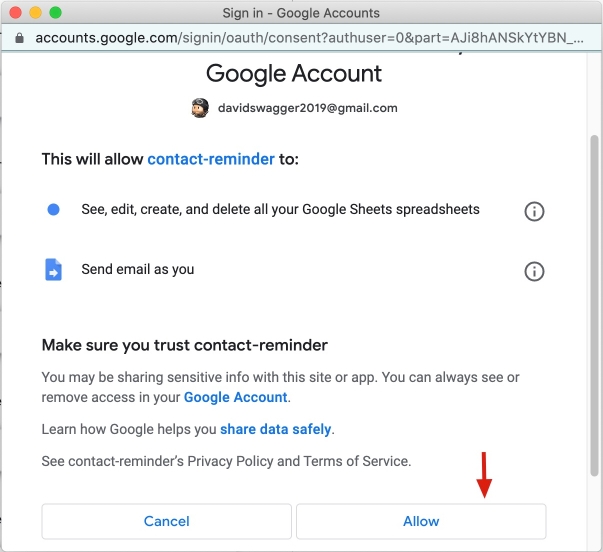 Sign in - Google Accounts
accounts.google.com/signin/oauth/consent?authuser=0&part=AJi8hANSkYtYBN_...
Google Account
davidswagger2019@gmail.com
This will allow contact-reminder to:
See, edit, create, and delete all your Google Sheets spreadsheets
Send email as you
Make sure you trust contact-reminder
You may be sharing sensitive info with this site or app. You can always see or
remove access in your Google Account.
Learn how Google helps you share data safely.
See contact-reminder's Privacy Policy and Terms of Service.
Cancel
Allow